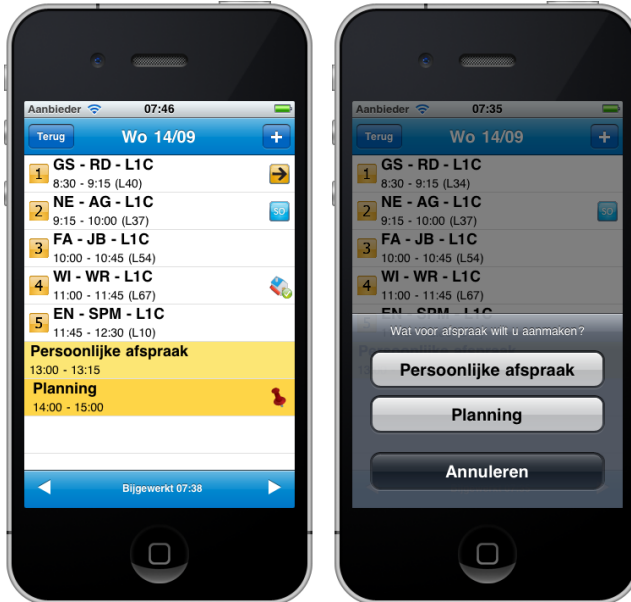 Aanbieder 07:46
Terug Wo 14/09 +
1 GS - RD - L1C
8:30 - 9:15 (L40)
2 NE - AG - L1C SO
9:15 - 10:00 (L37)
3 FA - JB - L1C
10:00 - 10:45 (L54)
4 WI - WR - L1C
11:00 - 11:45 (L67)
5 EN - SPM - L1C
11:45 - 12:30 (L10)
Persoonlijke afspraak
13:00 - 13:15
Planning
14:00 - 15:00
Bijgewerkt 07:38
Aanbieder 07:35
Terug Wo 14/09 +
1 GS - RD - L1C
8:30 - 9:15 (L34)
2 NE - AG - L1C SO
9:15 - 10:00 (L37)
3 FA - JB - L1C
10:00 - 10:45 (L54)
4 WI - WR - L1C
11:00 - 11:45 (L67)
5 EN - SPM - L1C
Wat voor afspraak wilt u aanmaken?
Persoonlijke afspraak
Planning
Annuleren